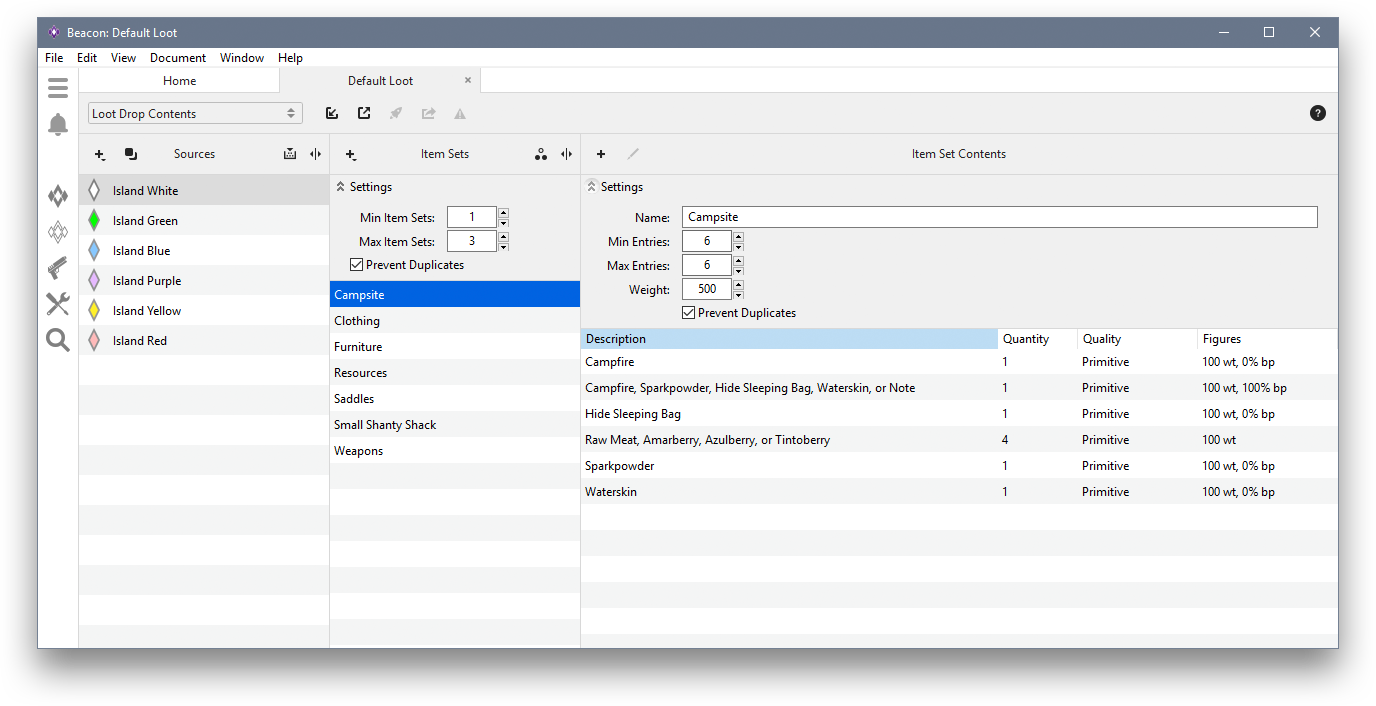 Beacon: Default Loot
File Edit View Document Window Help
Home
Default Loot
Loot Drop Contents
?
Sources
Island White
Island Green
Island Blue
Island Purple
Island Yellow
Island Red
Item Sets
Settings
Min Item Sets: 1
Max Item Sets: 3
Prevent Duplicates
Campsite
Clothing
Furniture
Resources
Saddles
Small Shanty Shack
Weapons
Item Set Contents
Settings
Name: Campsite
Min Entries: 6
Max Entries: 6
Weight: 500
Prevent Duplicates
Description Quantity Quality Figures
Campfire 1 Primitive 100 wt, 0% bp
Campfire, Sparkpowder, Hide Sleeping Bag, Waterskin, or Note 1 Primitive 100 wt, 100% bp
Hide Sleeping Bag 1 Primitive 100 wt, 0% bp
Raw Meat, Amarberry, Azulberry, or Tintoberry 4 Primitive 100 wt
Sparkpowder 1 Primitive 100 wt, 0% bp
Waterskin 1 Primitive 100 wt, 0% bp